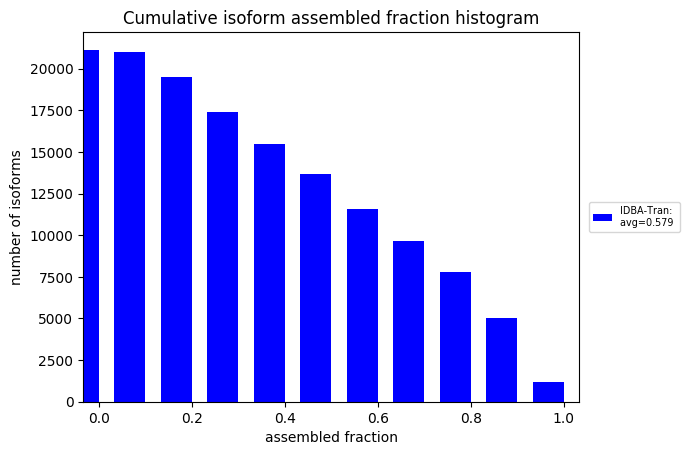 Cumulative isoform assembled fraction histogram
number of isoforms
20000
17500
15000
12500
10000
7500
5000
2500
0
0.0 0.2 0.4 0.6 0.8 1.0
assembled fraction
IDBA-Tran:
avg=0.579